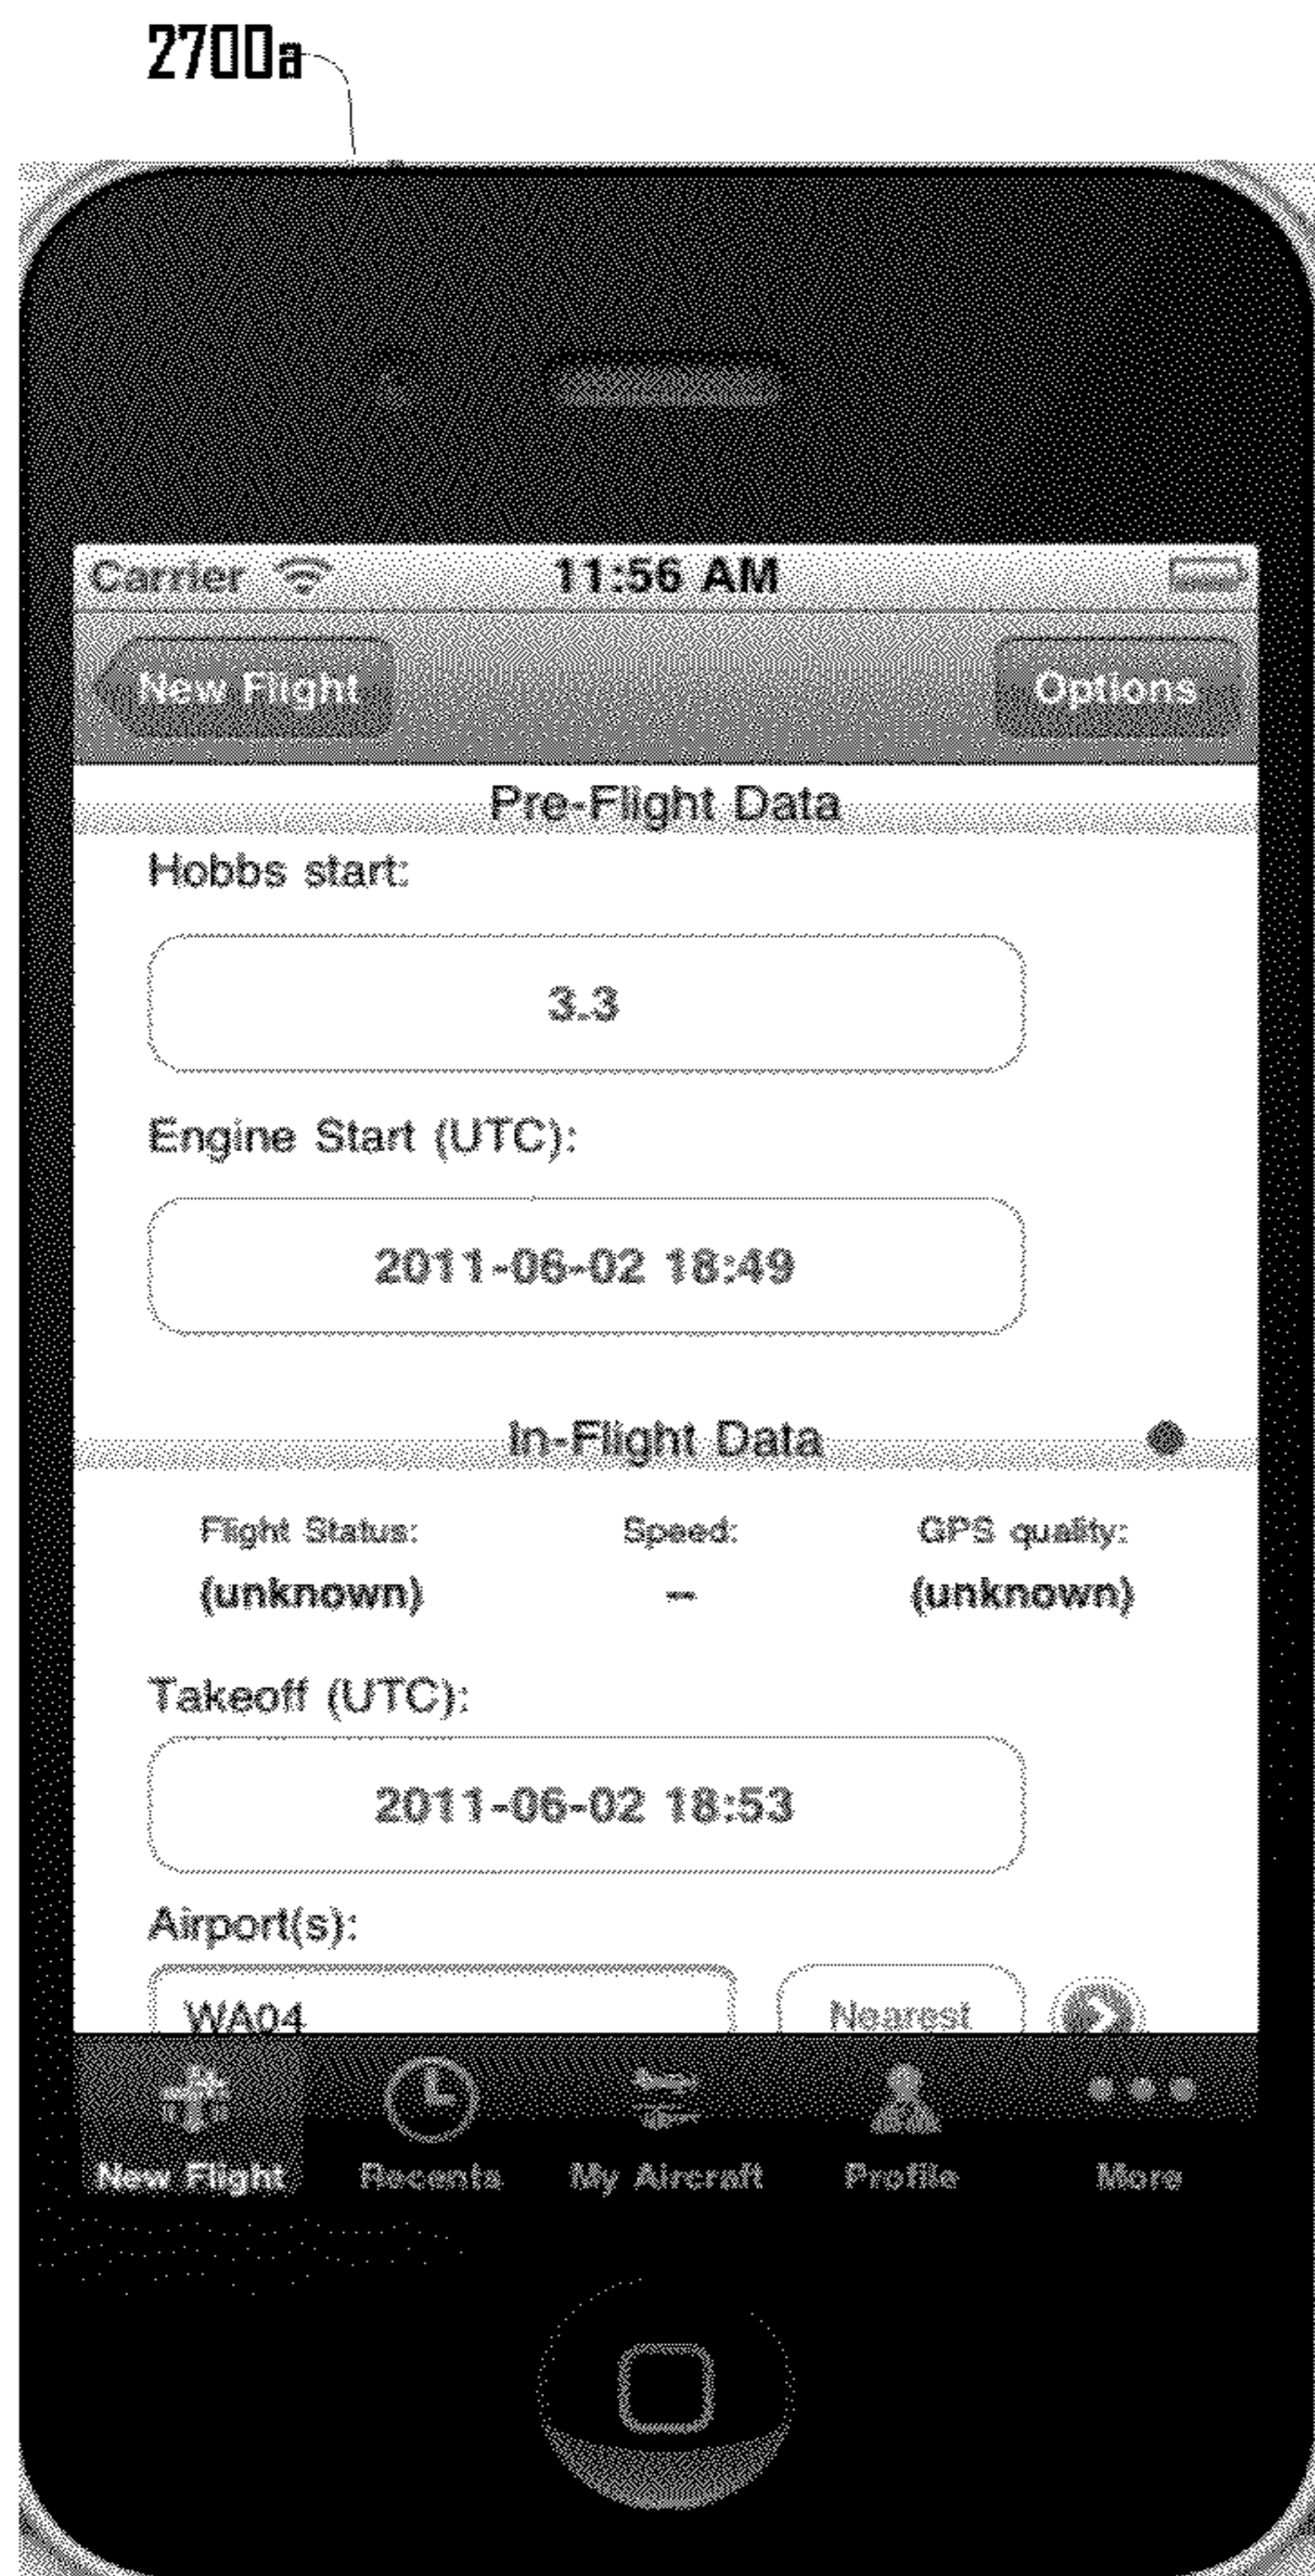 2700a
Carrier 11:56 AM
New Flight Options
Pre-Flight Data
Hobbs start:
3.3
Engine Start (UTC):
2011-06-02 18:49
In-Flight Data
Flight Status: Speed: GPS quality:
(unknown) -- (unknown)
Takeoff (UTC):
2011-06-02 18:53
Airport(s):
WA04 Nearest
New Flight Recents My Aircraft Profile More